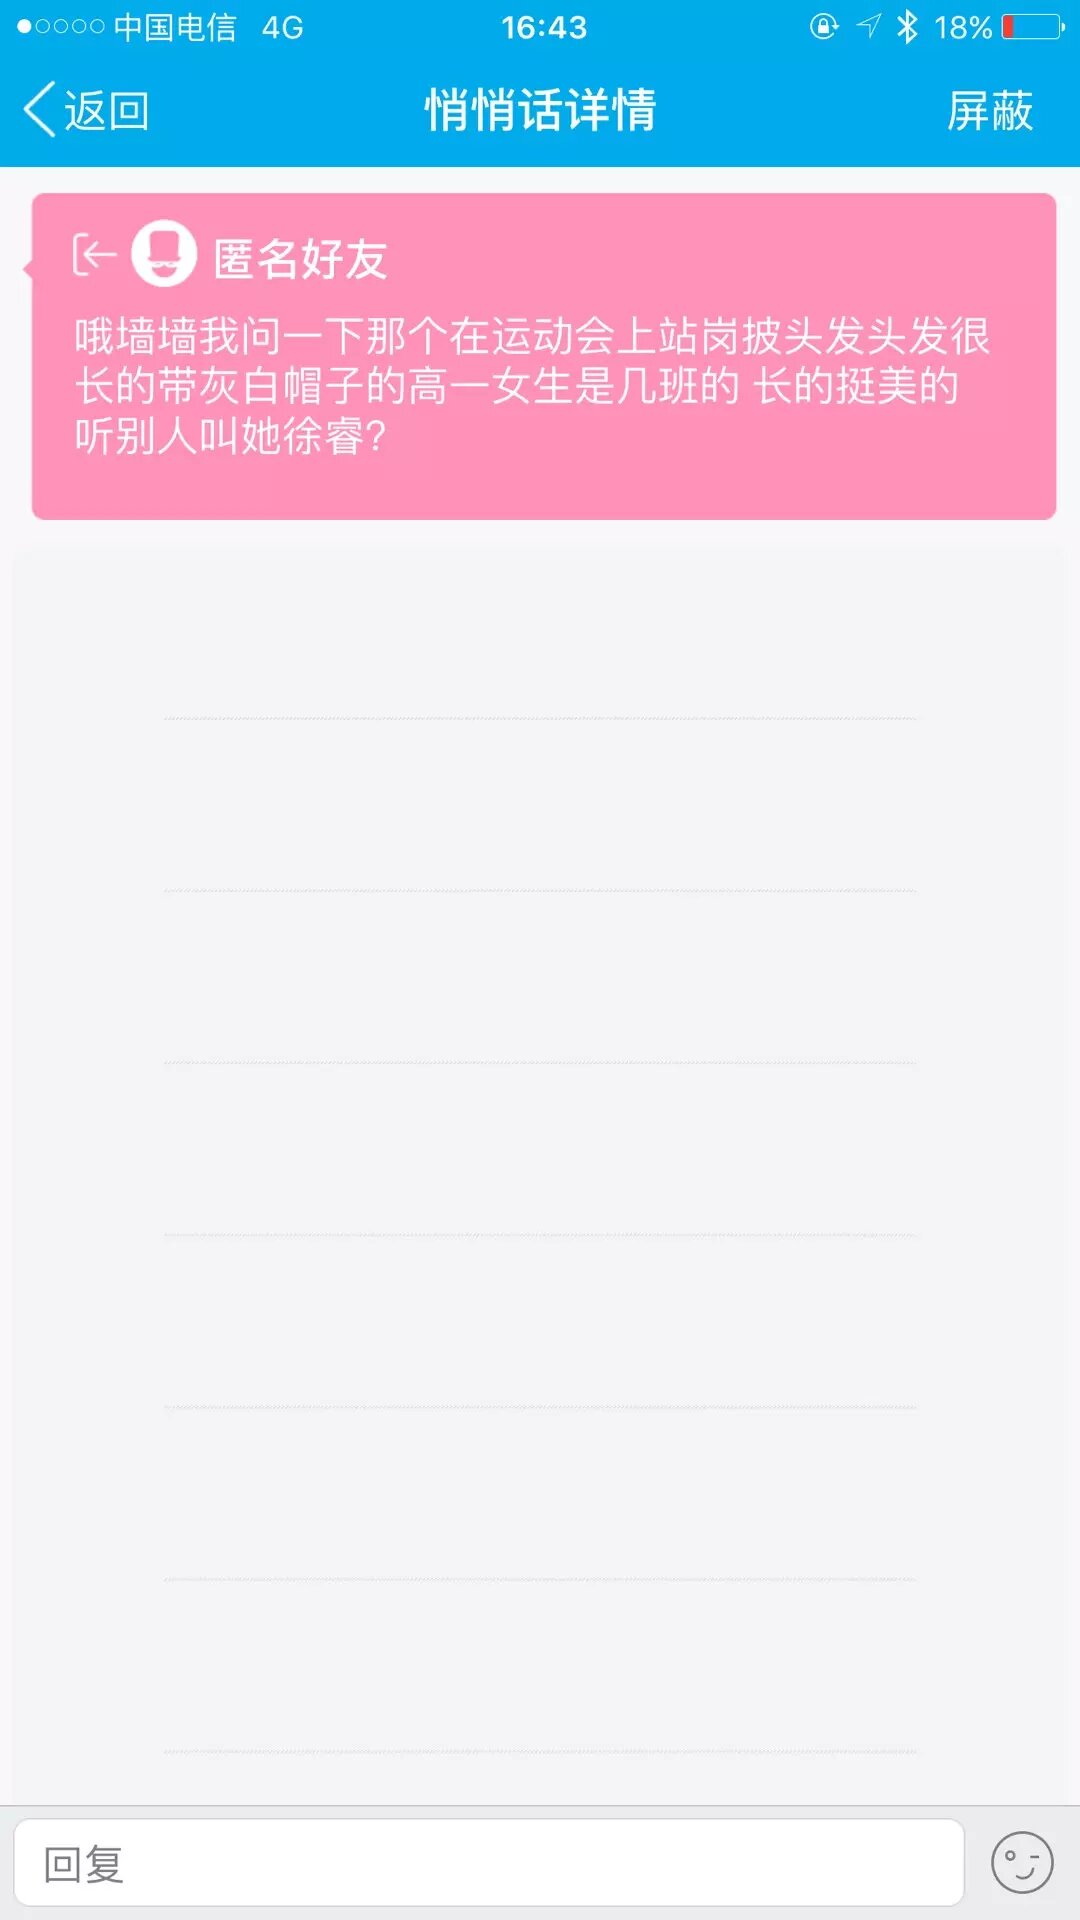 中国电信 4G 16:43 18%
返回 悄悄话详情 屏蔽
匿名好友
哦墙墙我问一下那个在运动会上站岗披头发头发很
长的带灰白帽子的高一女生是几班的 长的挺美的
听别人叫她徐睿?
回复